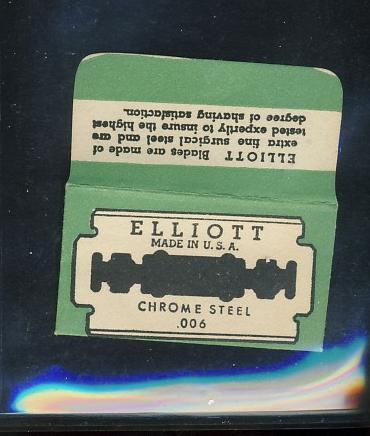 ELLIOTT Blades are made of
extra fine surgical steel and are
tested expertly to insure the highest
degree of shaving satisfaction.
ELLIOTT
MADE IN U. S. A.
CHROME STEEL
.006